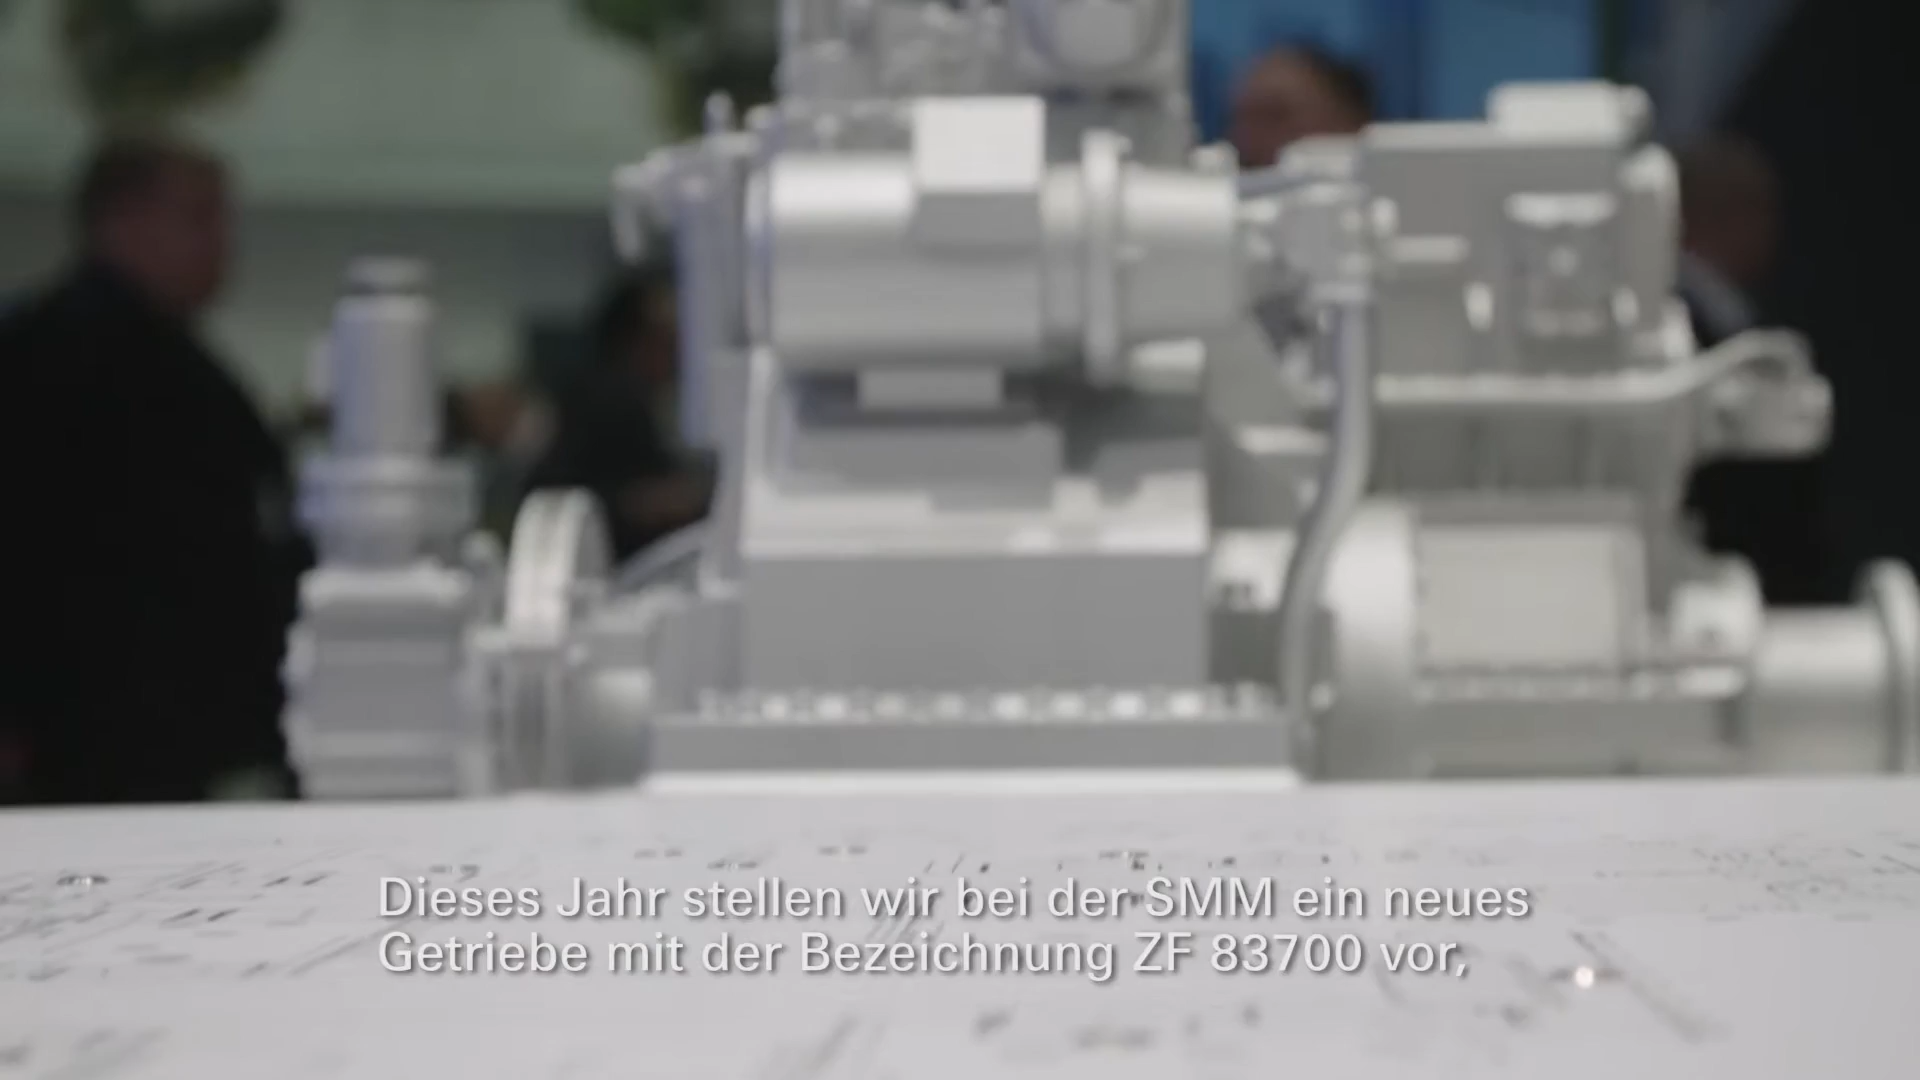 Dieses Jahr stellen wir bei der SMM ein neues
Getriebe mit der Bezeichnung ZF 83700 vor,